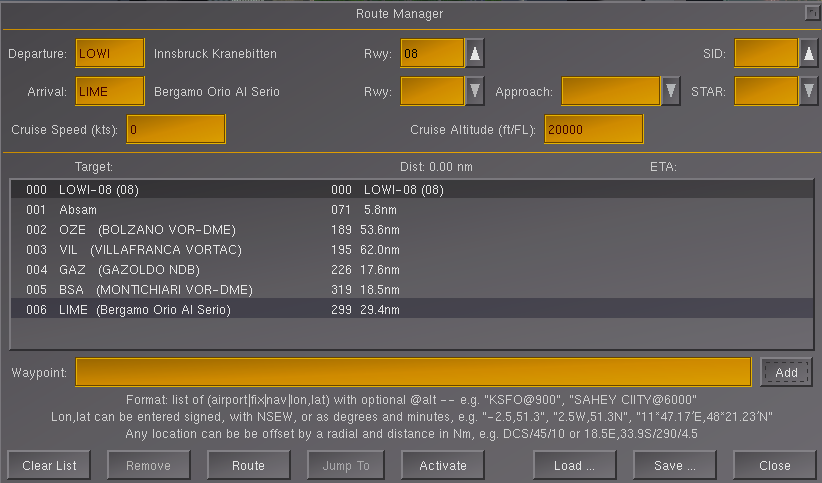 Route Manager
Departure: LOWI Innsbruck Kranebitten Rwy: 08 SID:
Arrival: LIME Bergamo Orio Al Serio Rwy: Approach: STAR:
Cruise Speed (kts): 0 Cruise Altitude (ft/FL): 20000
Target: Dist: 0.00 nm ETA:
000 LOWI-08 (08) 000 LOWI-08 (08)
001 Absam 071 5.8nm
002 OZE (BOLZANO VOR-DME) 189 53.6nm
003 VIL (VILLAFRANCA VORTAC) 195 62.0nm
004 GAZ (GAZOLDO NDB) 226 17.6nm
005 BSA (MONTICHIARI VOR-DME) 319 18.5nm
006 LIME (Bergamo Orio Al Serio) 299 29.4nm
Waypoint: Add
Format: list of (airport|fix|nav|lon,lat) with optional @alt -- e.g. "KSFO@900", "SAHEY CIITY@6000"
Lon,lat can be entered signed, with NSEW, or as degrees and minutes, e.g. "-2.5,51.3", "2.5W,51.3N", "11*47.17'E,48*21.23'N"
Any location can be be offset by a radial and distance in Nm, e.g. DCS/45/10 or 18.5E,33.9S/290/4.5
Clear List Remove Route Jump To Activate Load ... Save ... Close